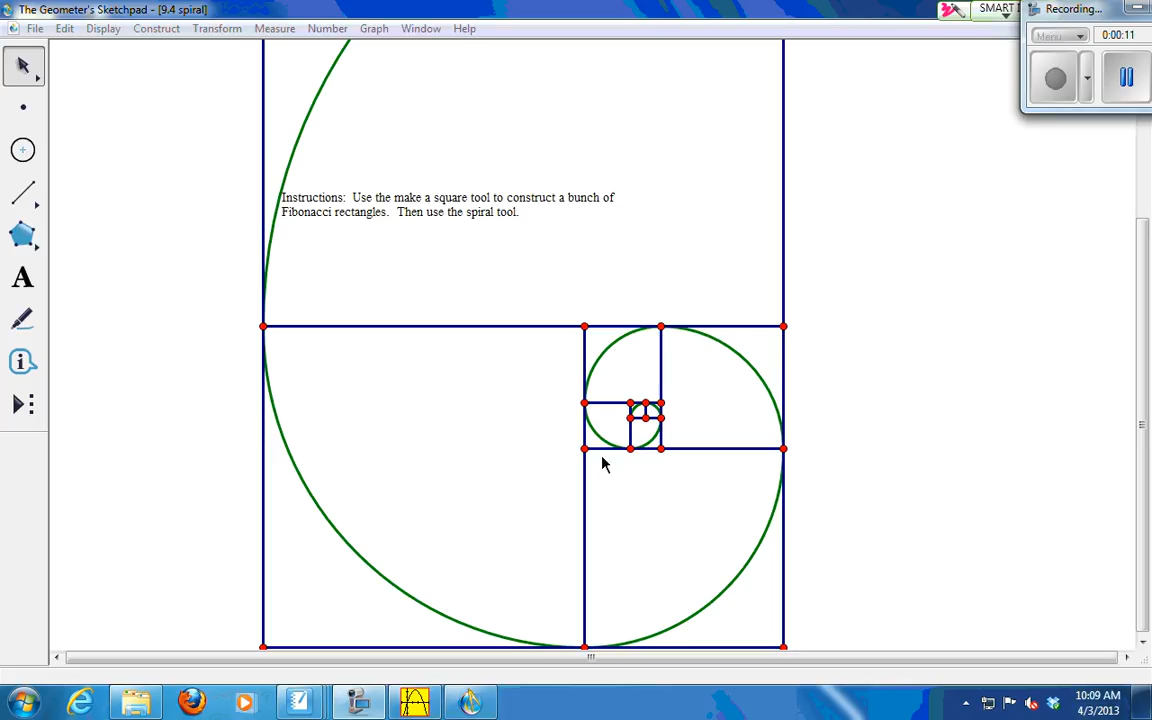 The Geometer's Sketchpad - [9.4 spiral]
SMART
Recording...
File Edit Display Construct Transform Measure Number Graph Window Help
Menu
0:00:11
Instructions: Use the make a square tool to construct a bunch of
Fibonacci rectangles. Then use the spiral tool.
A
10:09 AM
4/3/2013